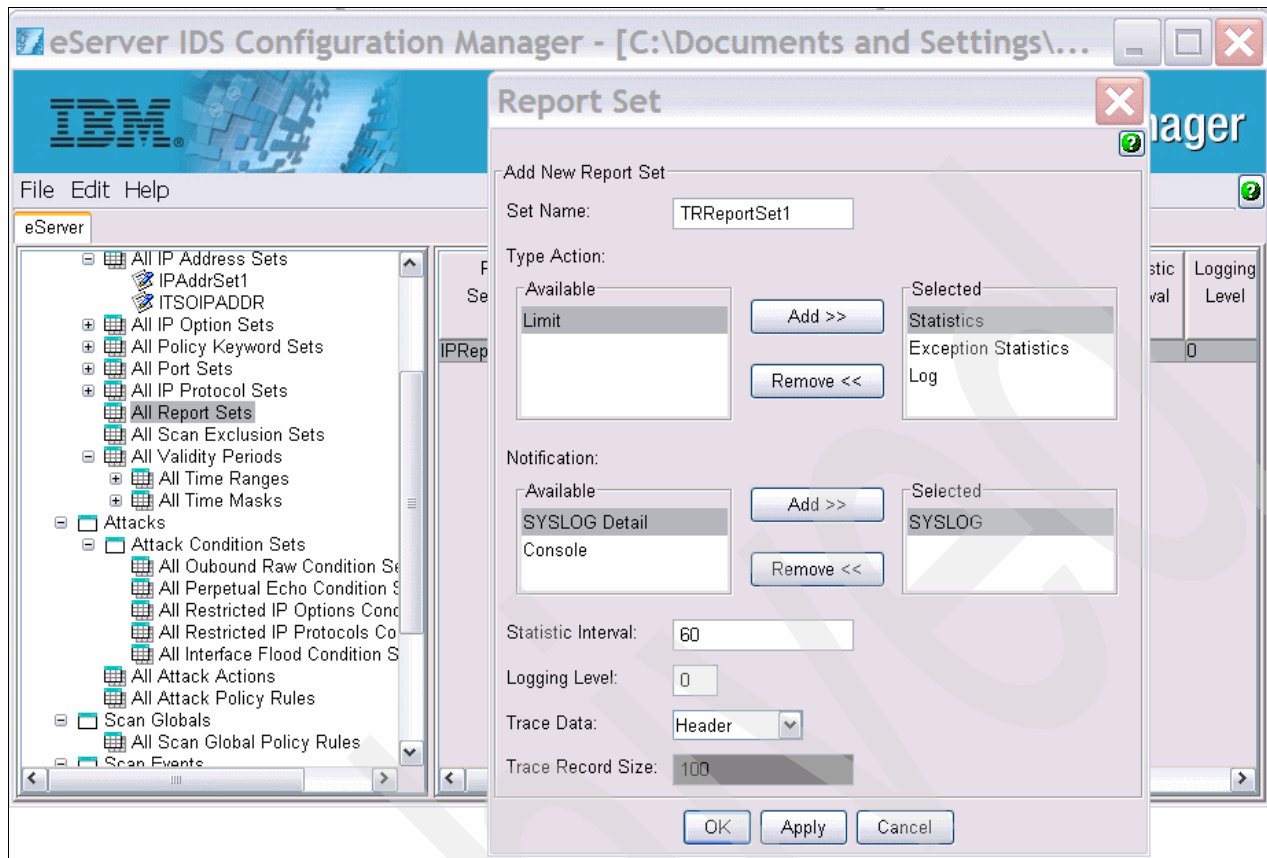 eServer IDS Configuration Manager - [C:\Documents and Settings\...
IBM.
nager
File Edit Help
eServer
All IP Address Sets
IPAddrSet1
ITSOIPADDR
All IP Option Sets
All Policy Keyword Sets
All Port Sets
All IP Protocol Sets
All Report Sets
All Scan Exclusion Sets
All Validity Periods
All Time Ranges
All Time Masks
Attacks
Attack Condition Sets
All Oubound Raw Condition Se
All Perpetual Echo Condition S
All Restricted IP Options Cond
All Restricted IP Protocols Co
All Interface Flood Condition S
All Attack Actions
All Attack Policy Rules
Scan Globals
All Scan Global Policy Rules
Scan Events
Se
IPRep
stic
val
Logging
Level
0
Report Set
Add New Report Set
Set Name: TRReportSet1
Type Action:
Available
Limit
Add >>
Remove <<
Selected
Statistics
Exception Statistics
Log
Notification:
Available
SYSLOG Detail
Console
Add >>
Remove <<
Selected
SYSLOG
Statistic Interval: 60
Logging Level: 0
Trace Data: Header
Trace Record Size: 100
OK Apply Cancel